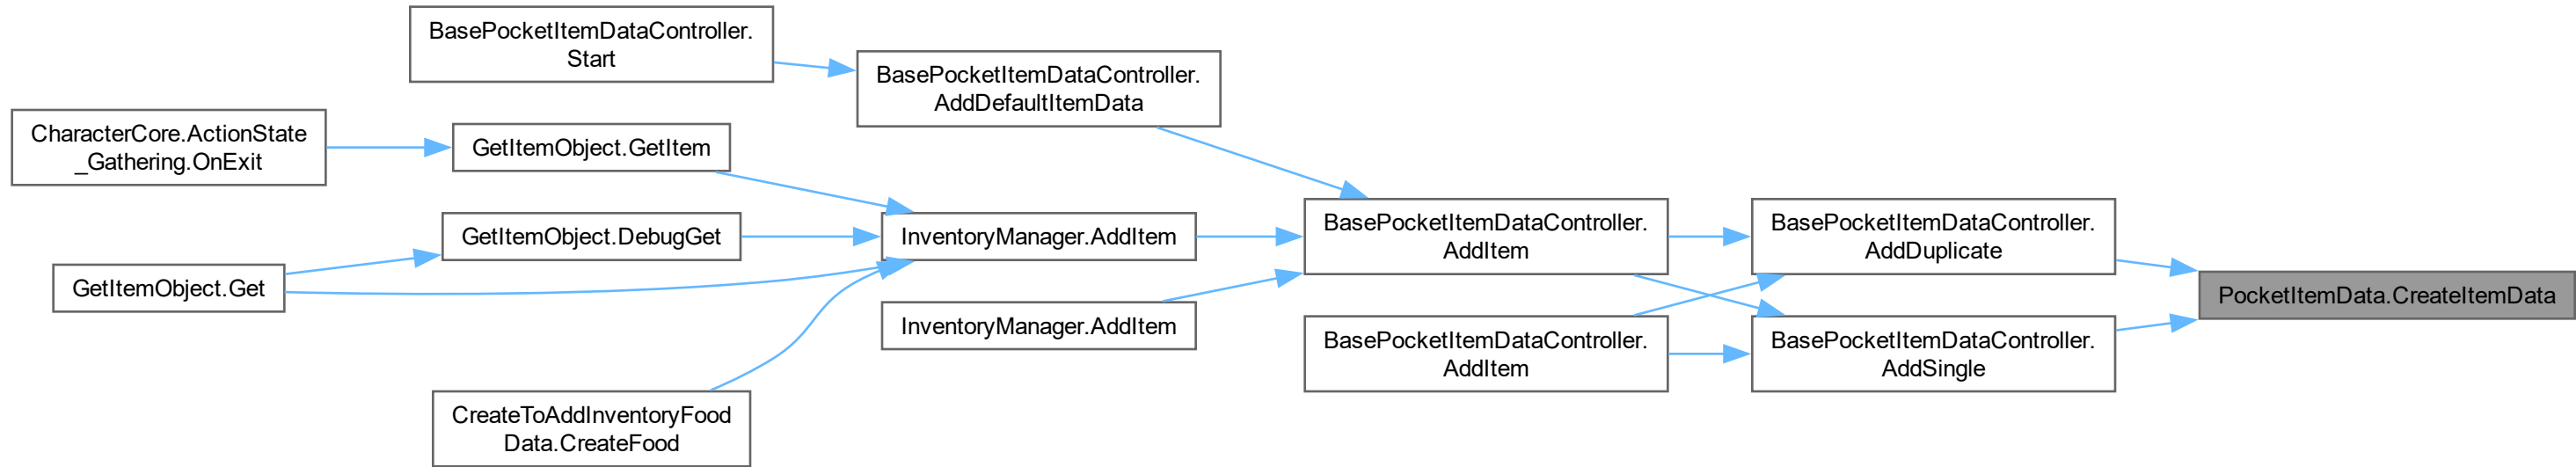 BasePocketItemDataController.
Start
BasePocketItemDataController.
AddDefaultItemData
CharacterCore.ActionState
_Gathering.OnExit
GetItemObject.GetItem
GetItemObject.DebugGet
GetItemObject.Get
InventoryManager.AddItem
InventoryManager.AddItem
CreateToAddInventoryFood
Data.CreateFood
BasePocketItemDataController.
AddItem
BasePocketItemDataController.
AddItem
BasePocketItemDataController.
AddDuplicate
BasePocketItemDataController.
AddSingle
PocketItemData.CreateItemData